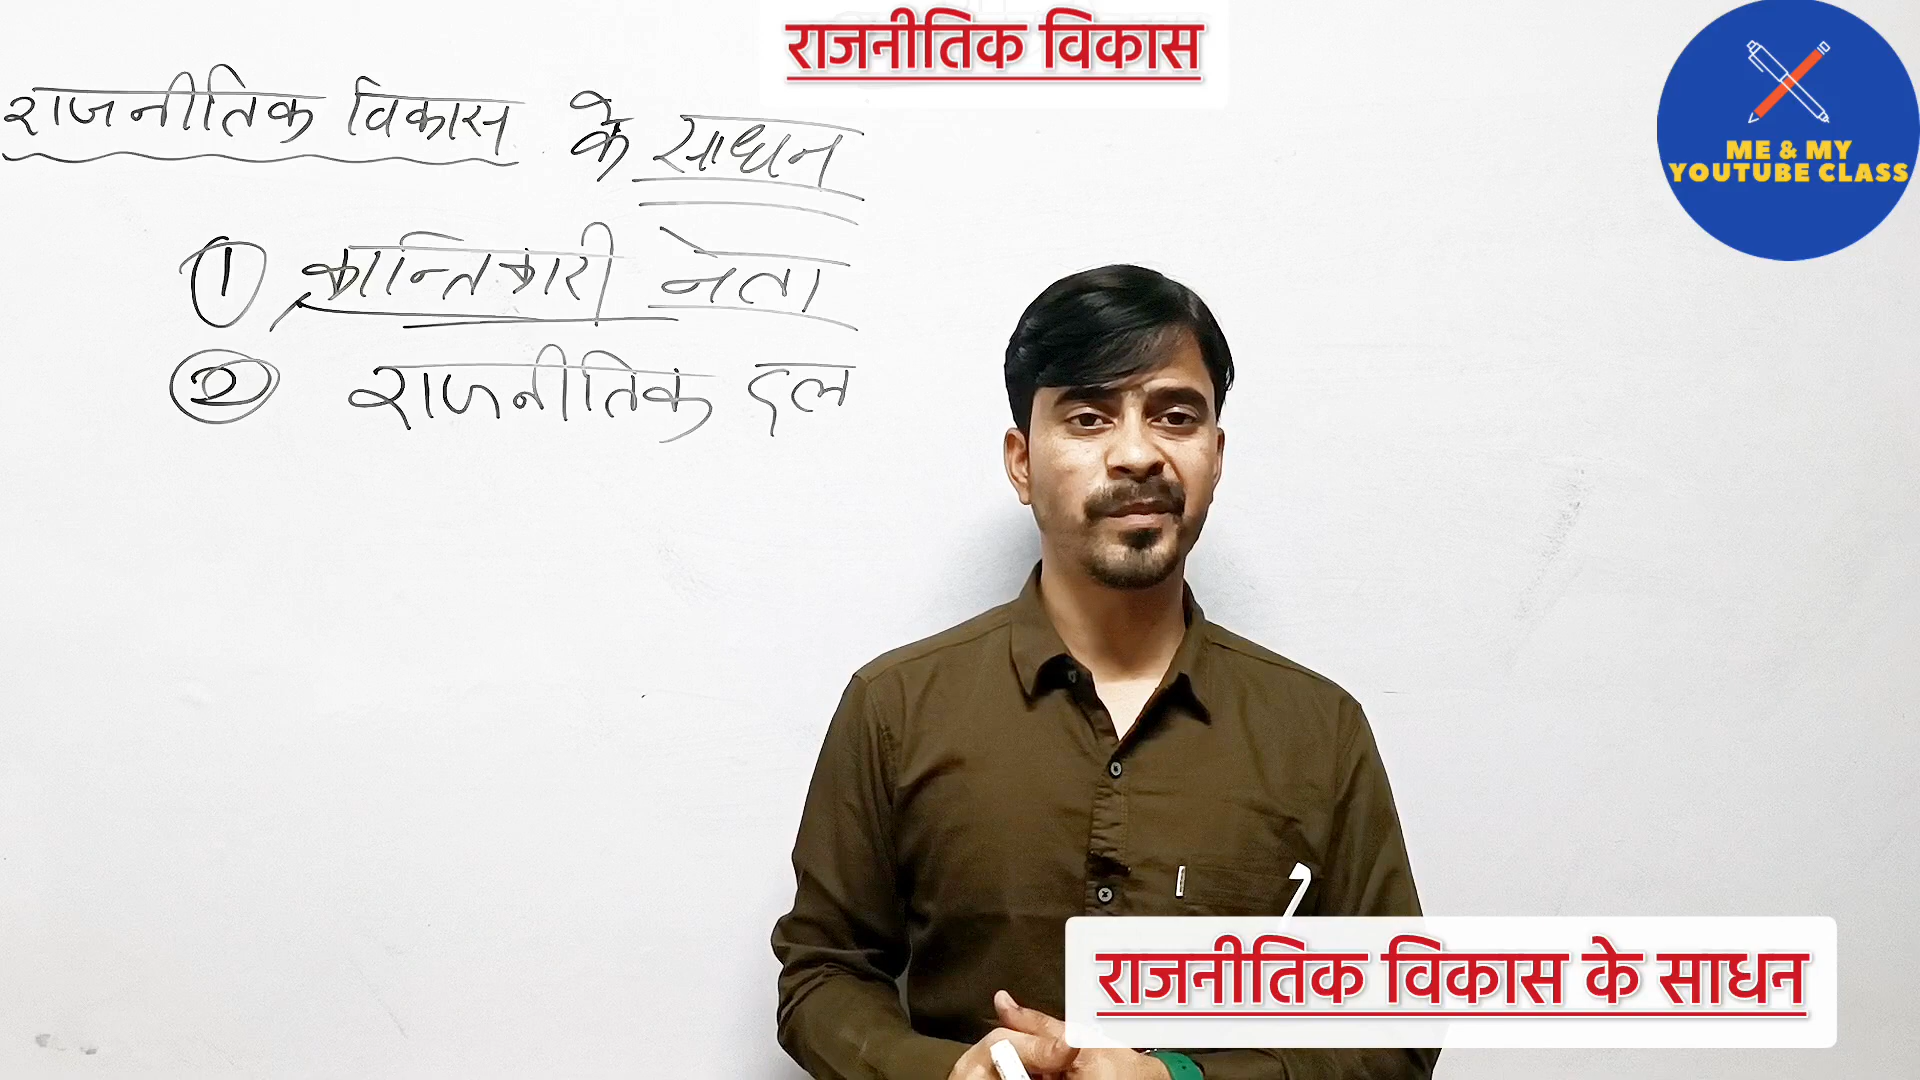 राजनीतिक विकास
राजनीतिक विकास के साधन
① क्रान्तिकारी नेता
② राजनीतिक दल
ME & MY
YOUTUBE CLASS
राजनीतिक विकास के साधन